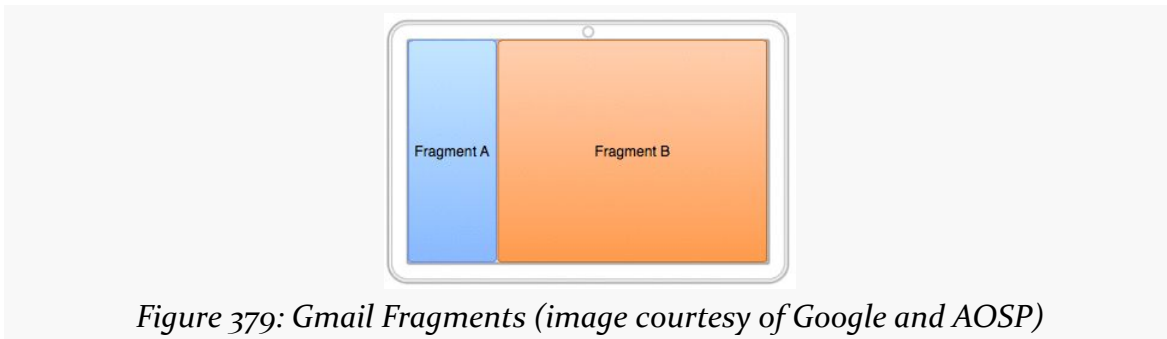 Fragment A
Fragment B
Figure 379: Gmail Fragments (image courtesy of Google and AOSP)